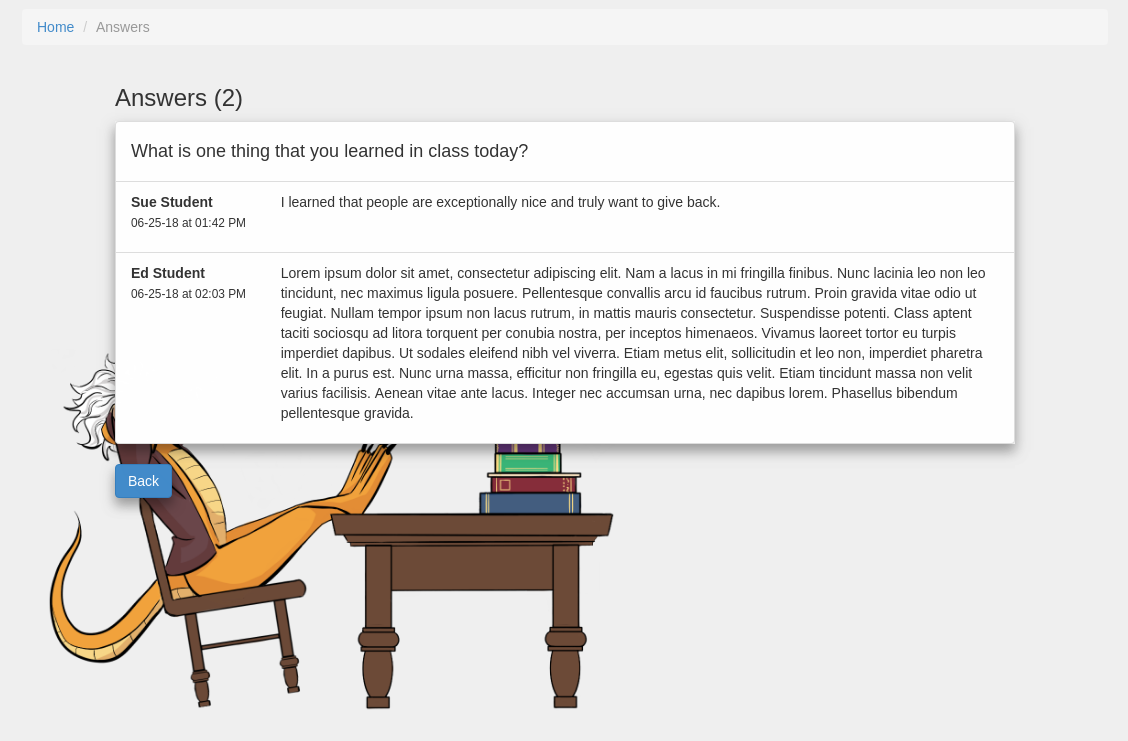 Home / Answers
Answers (2)
What is one thing that you learned in class today?
Sue Student
06-25-18 at 01:42 PM
I learned that people are exceptionally nice and truly want to give back.
Ed Student
06-25-18 at 02:03 PM
Lorem ipsum dolor sit amet, consectetur adipiscing elit. Nam a lacus in mi fringilla finibus. Nunc lacinia leo non leo
tincidunt, nec maximus ligula posuere. Pellentesque convallis arcu id faucibus rutrum. Proin gravida vitae odio ut
feugiat. Nullam tempor ipsum non lacus rutrum, in mattis mauris consectetur. Suspendisse potenti. Class aptent
taciti sociosqu ad litora torquent per conubia nostra, per inceptos himenaeos. Vivamus laoreet tortor eu turpis
imperdiet dapibus. Ut sodales eleifend nibh vel viverra. Etiam metus elit, sollicitudin et leo non, imperdiet pharetra
elit. In a purus est. Nunc urna massa, efficitur non fringilla eu, egestas quis velit. Etiam tincidunt massa non velit
varius facilisis. Aenean vitae ante lacus. Integer nec accumsan urna, nec dapibus lorem. Phasellus bibendum
pellentesque gravida.
Back